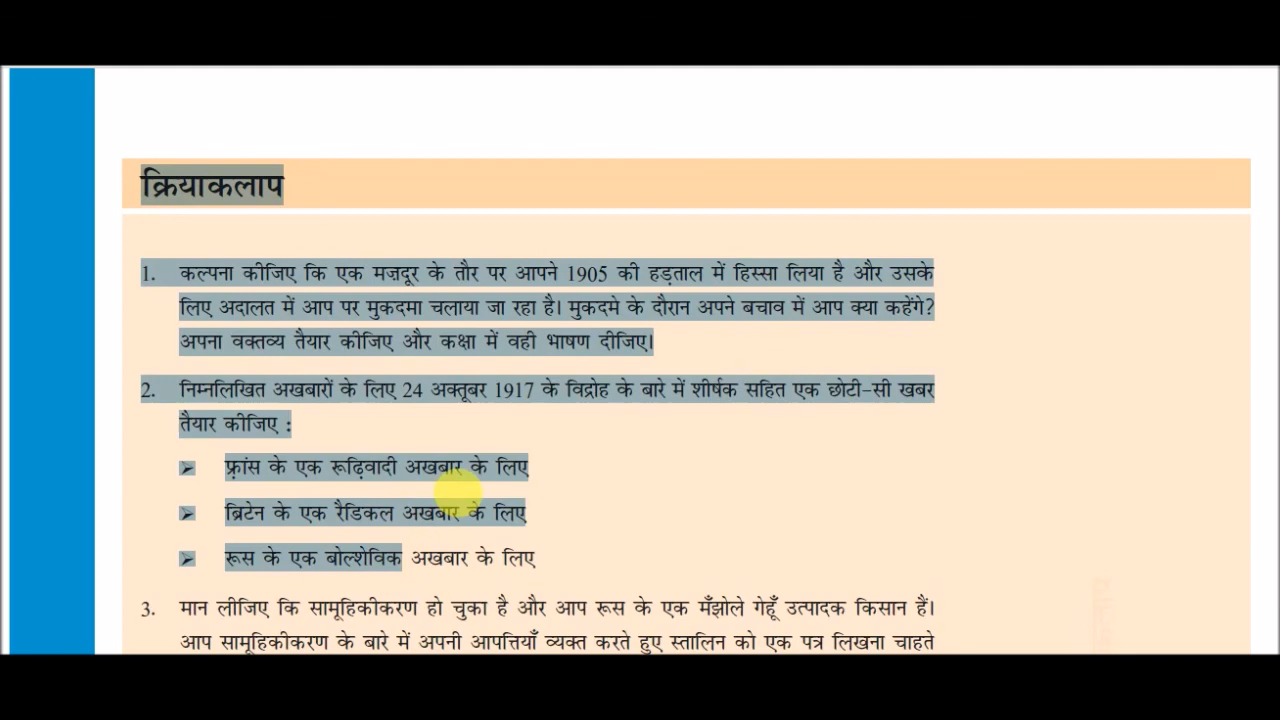 क्रियाकलाप
1. कल्पना कीजिए कि एक मज़दूर के तौर पर आपने 1905 की हड़ताल में हिस्सा लिया है और उसके
लिए अदालत में आप पर मुकदमा चलाया जा रहा है। मुकदमे के दौरान अपने बचाव में आप क्या कहेंगे?
अपना वक्तव्य तैयार कीजिए और कक्षा में वही भाषण दीजिए।
2. निम्नलिखित अखबारों के लिए 24 अक्तूबर 1917 के विद्रोह के बारे में शीर्षक सहित एक छोटी-सी खबर
तैयार कीजिए :
➢ फ़्रांस के एक रूढ़िवादी अखबार के लिए
➢ ब्रिटेन के एक रैडिकल अखबार के लिए
➢ रूस के एक बोल्शेविक अखबार के लिए
3. मान लीजिए कि सामूहिकीकरण हो चुका है और आप रूस के एक मँझोले गेहूँ उत्पादक किसान हैं।
आप सामूहिकीकरण के बारे में अपनी आपत्तियाँ व्यक्त करते हुए स्तालिन को एक पत्र लिखना चाहते